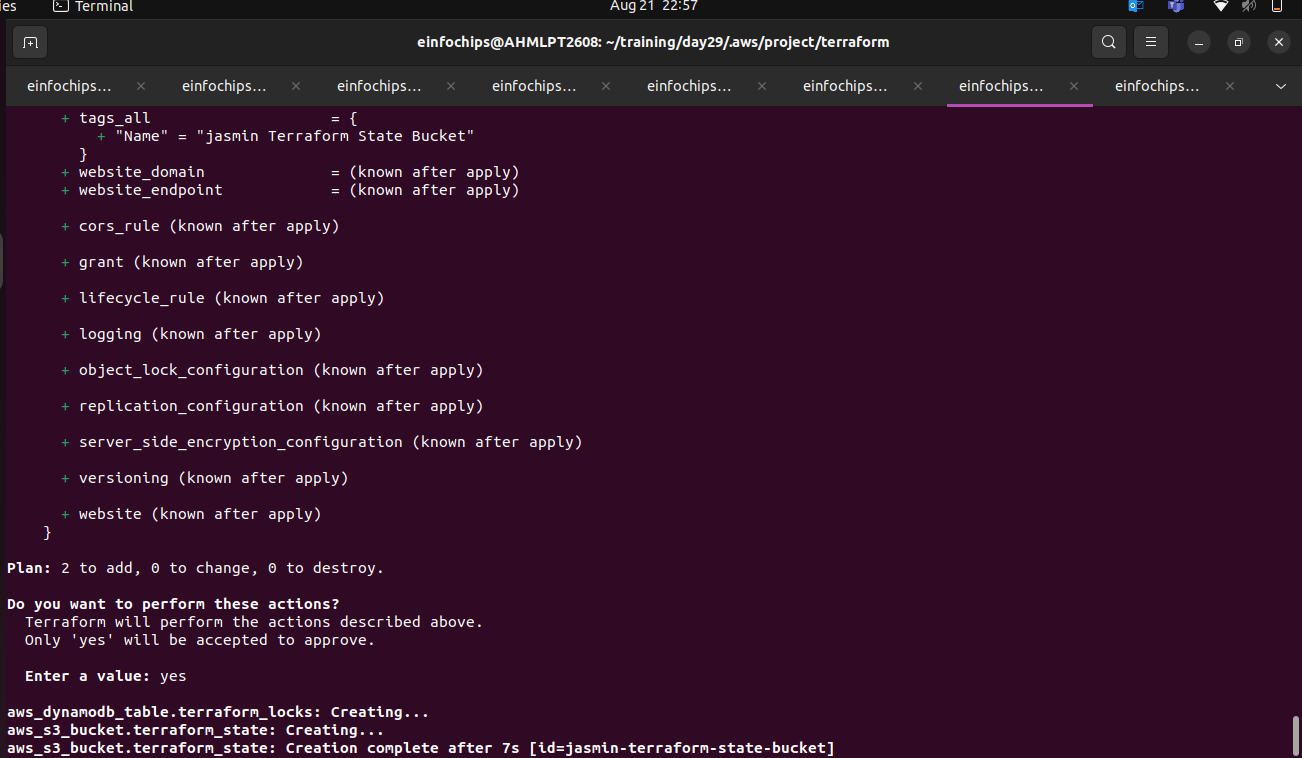 ies Terminal Aug 21 22:57
einfochips@AHMLPT2608: ~/training/day29/.aws/project/terraform
einfochips... × einfochips... × einfochips... × einfochips... × einfochips... × einfochips... × einfochips... × einfochips... ×
+ tags_all = {
+ "Name" = "jasmin Terraform State Bucket"
}
+ website_domain = (known after apply)
+ website_endpoint = (known after apply)
+ cors_rule (known after apply)
+ grant (known after apply)
+ lifecycle_rule (known after apply)
+ logging (known after apply)
+ object_lock_configuration (known after apply)
+ replication_configuration (known after apply)
+ server_side_encryption_configuration (known after apply)
+ versioning (known after apply)
+ website (known after apply)
}
Plan: 2 to add, 0 to change, 0 to destroy.
Do you want to perform these actions?
Terraform will perform the actions described above.
Only 'yes' will be accepted to approve.
Enter a value: yes
aws_dynamodb_table.terraform_locks: Creating...
aws_s3_bucket.terraform_state: Creating...
aws_s3_bucket.terraform_state: Creation complete after 7s [id=jasmin-terraform-state-bucket]